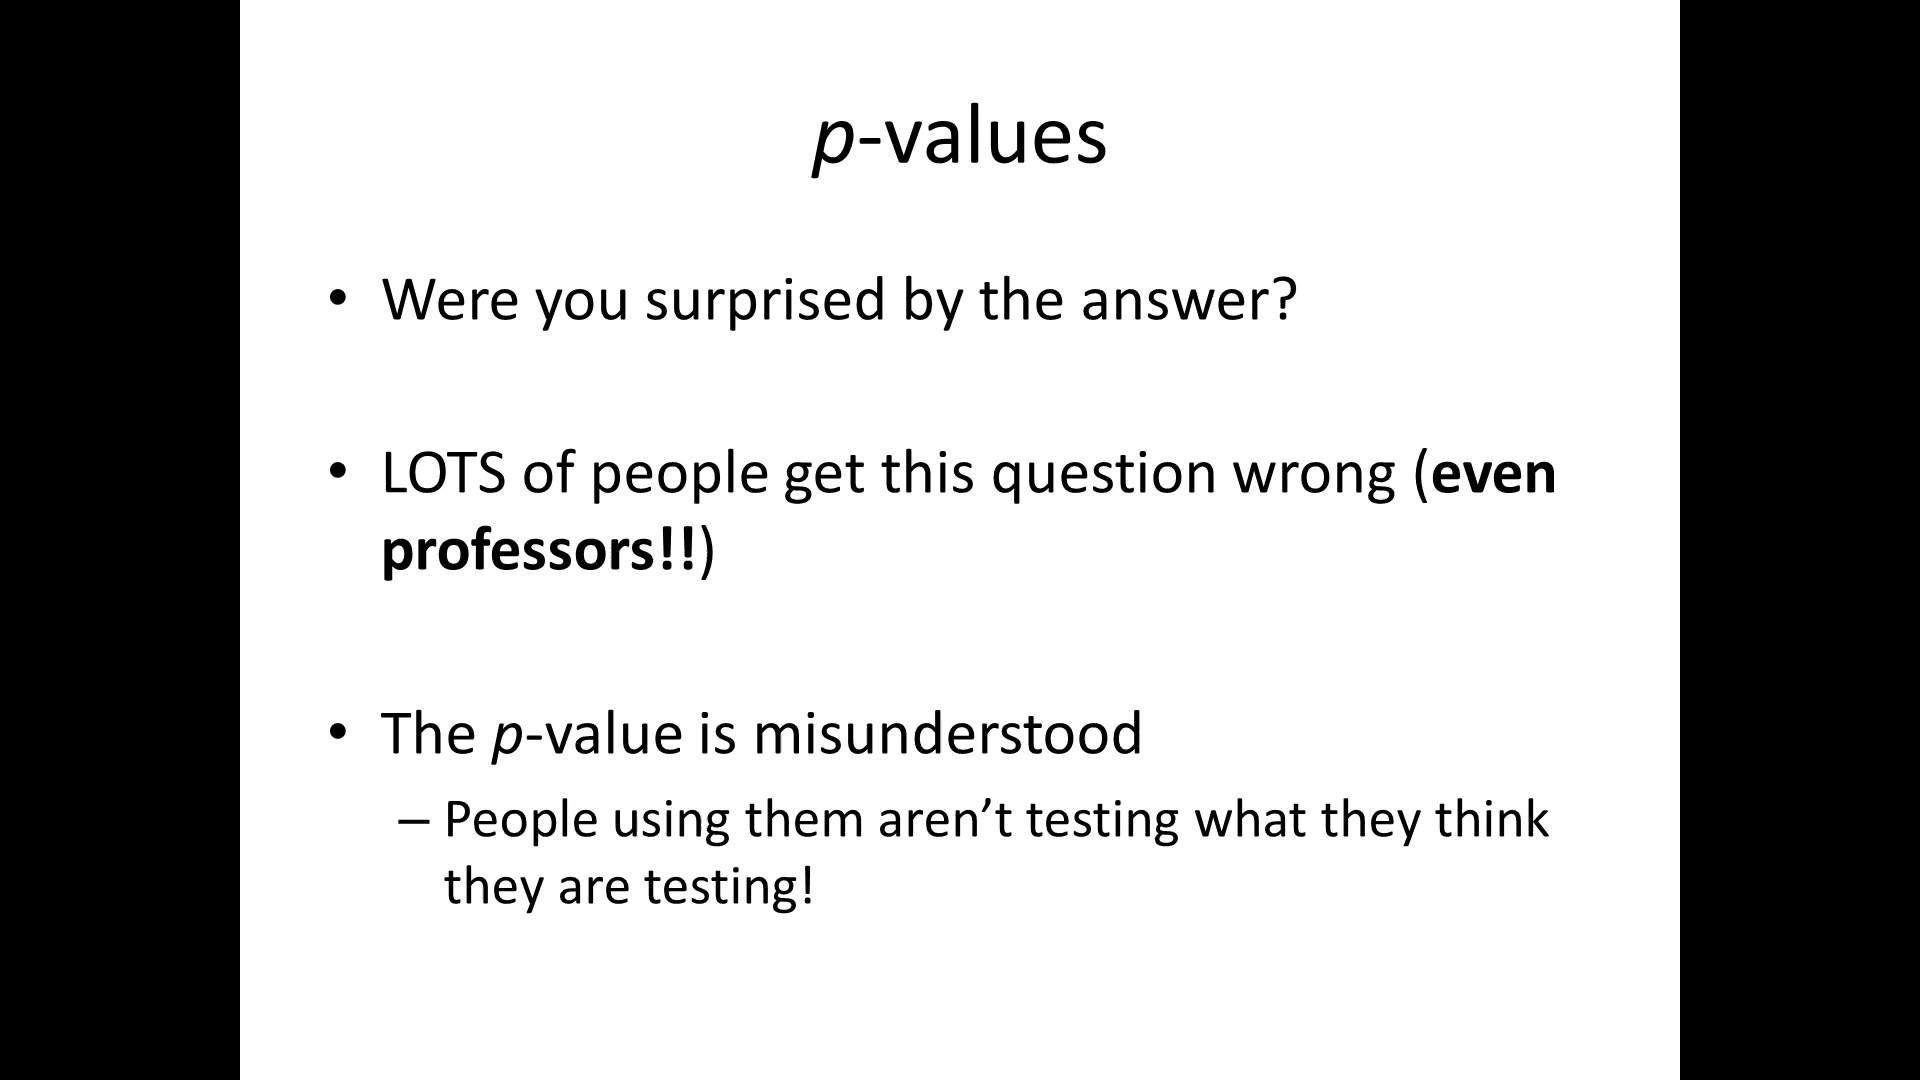 p-values
• Were you surprised by the answer?
• LOTS of people get this question wrong (even
professors!!)
• The p-value is misunderstood
– People using them aren’t testing what they think
they are testing!